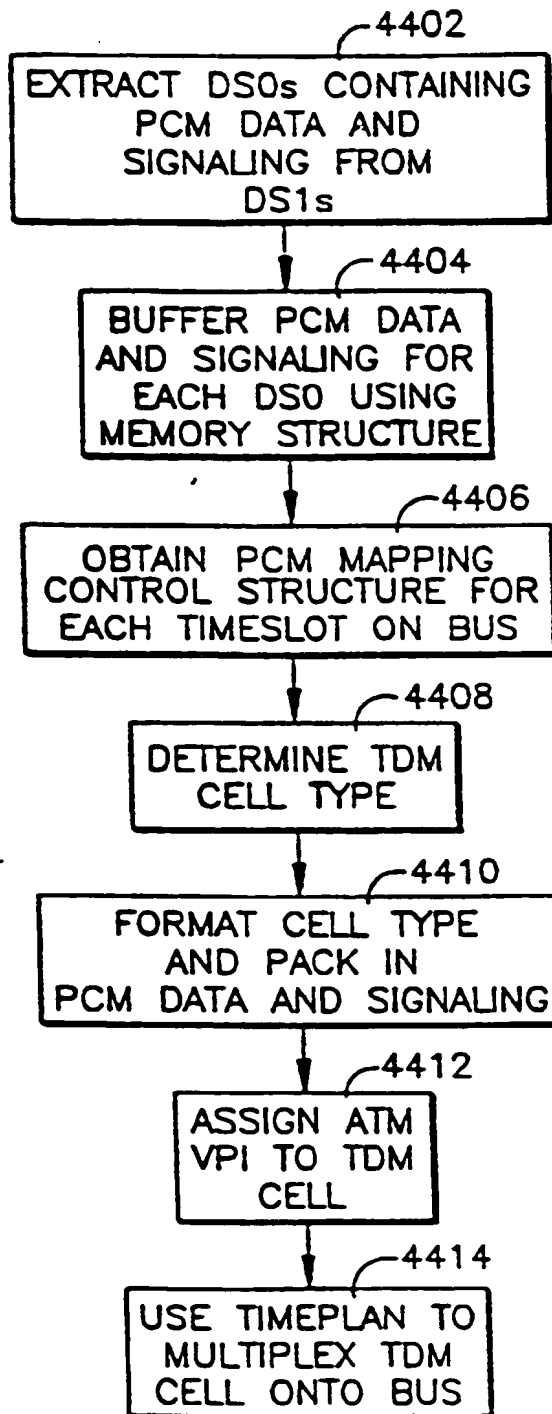 4402
EXTRACT DS0s CONTAINING
PCM DATA AND
SIGNALING FROM
DS1s
4404
BUFFER PCM DATA
AND SIGNALING FOR
EACH DS0 USING
MEMORY STRUCTURE
4406
OBTAIN PCM MAPPING
CONTROL STRUCTURE FOR
EACH TIMESLOT ON BUS
4408
DETERMINE TDM
CELL TYPE
4410
FORMAT CELL TYPE
AND PACK IN
PCM DATA AND SIGNALING
4412
ASSIGN ATM
VPI TO TDM
CELL
4414
USE TIMEPLAN TO
MULTIPLEX TDM
CELL ONTO BUS